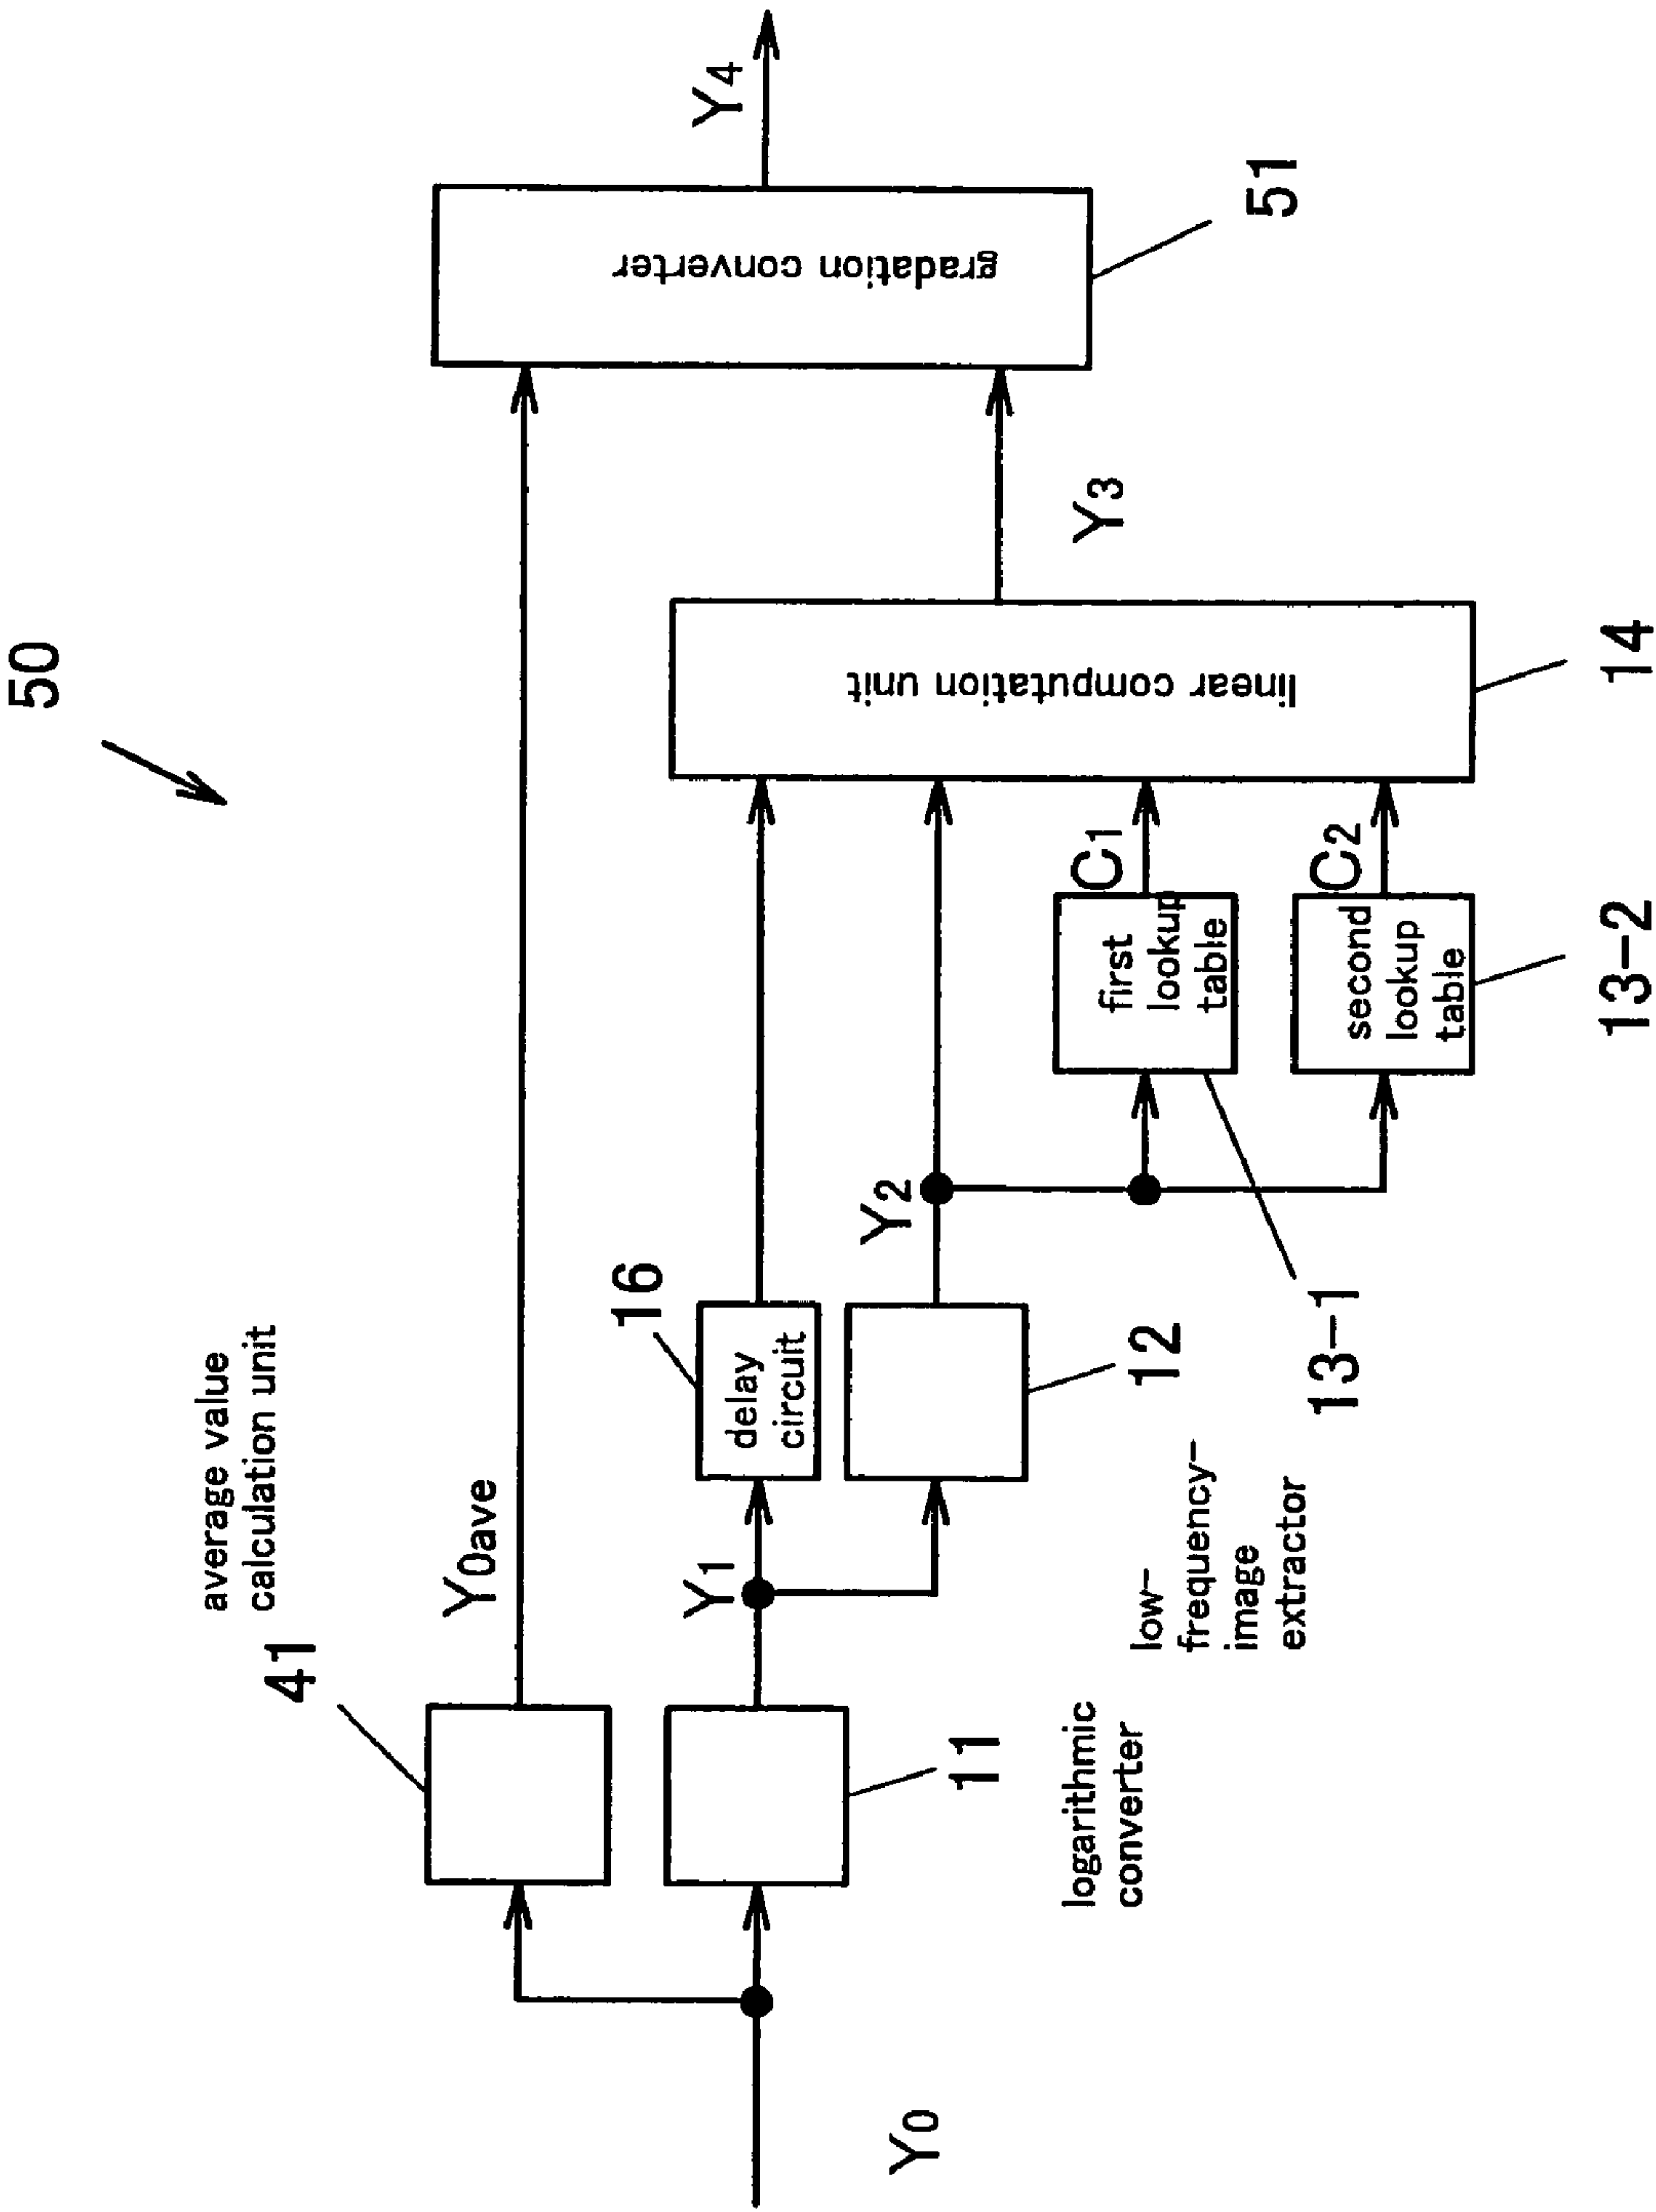 50
average value
calculation unit
41
Y0ave
Y4
gradation converter
51
Y0
Y1
16
delay
circuit
logarithmic
converter
11
low-
frequency-
image
extractor
12
Y2
first
lookup
table
13-1
C1
second
lookup
table
13-2
C2
linear computation unit
14
Y3